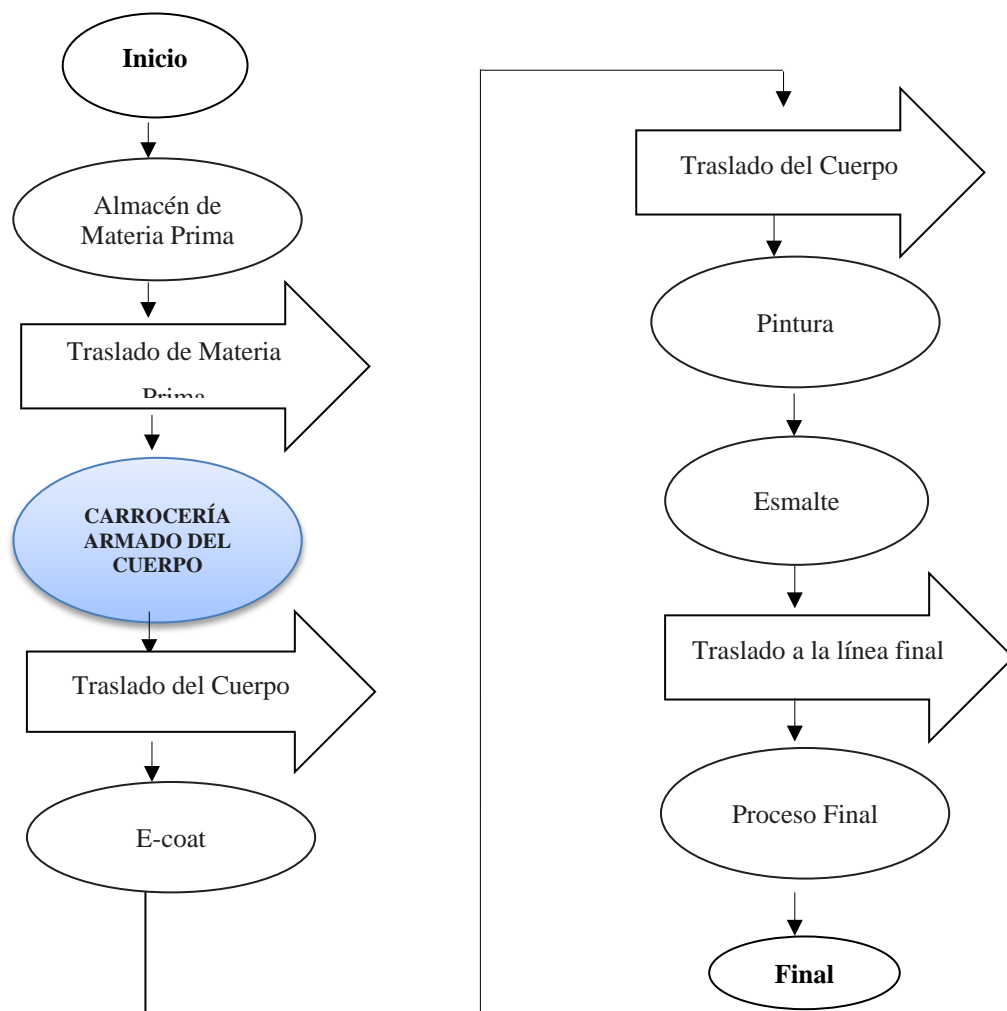 Inicio
Almacén de
Materia Prima
Traslado de Materia
Prima
CARROCERÍA
ARMADO DEL
CUERPO
Traslado del Cuerpo
E-coat
Traslado del Cuerpo
Pintura
Esmalte
Traslado a la línea final
Proceso Final
Final